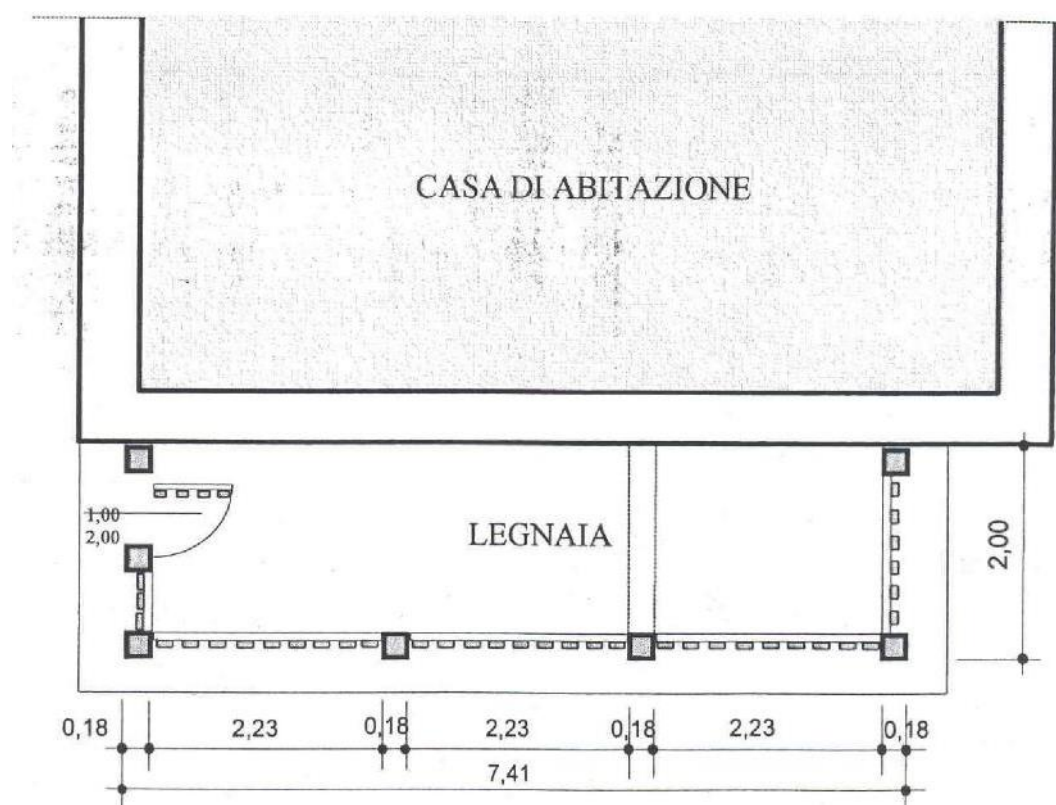 CASA DI ABITAZIONE
1,00
2,00
LEGNAIA
2,00
0,18 2,23 0,18 2,23 0,18 2,23 0,18
7,41